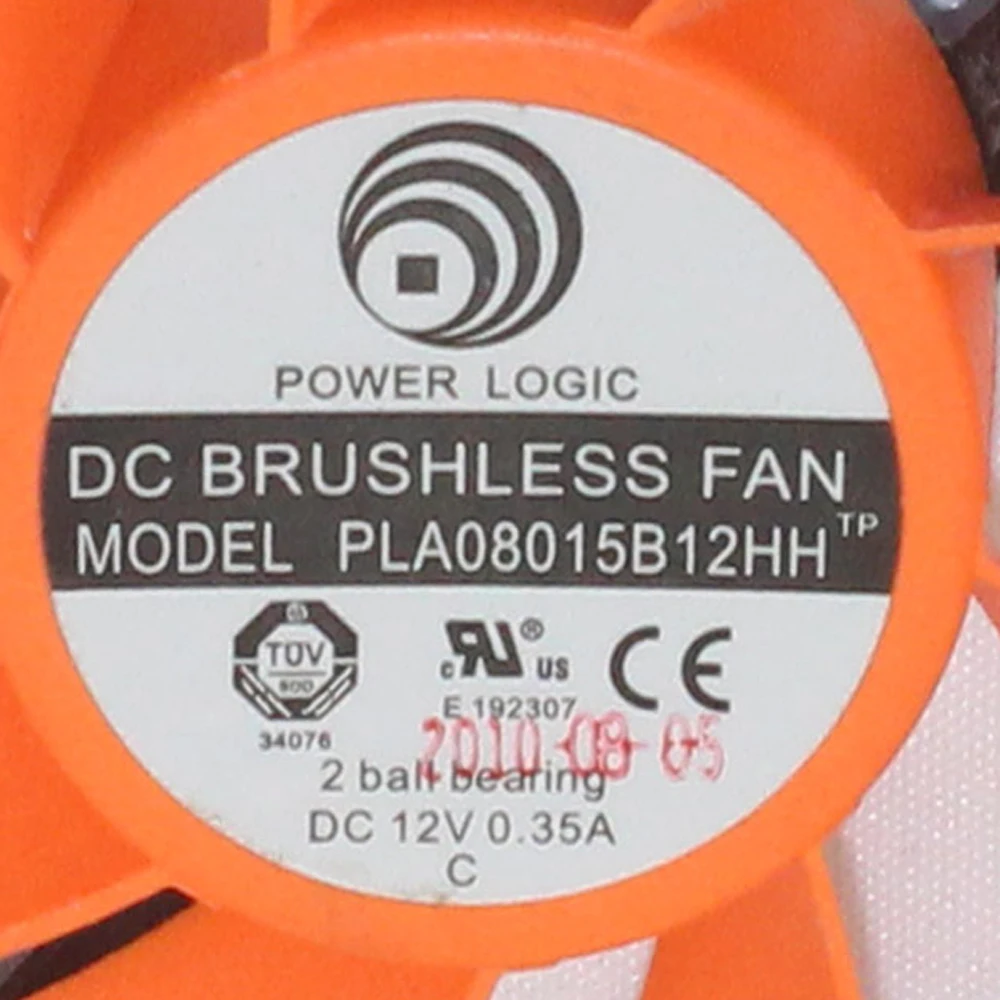 POWER LOGIC
DC BRUSHLESS FAN
MODEL PLA08015B12HH TP
TÜV
c US ®
CE
E 192307
34076
2010-08-05
2 ball bearing
DC 12V 0.35A
C